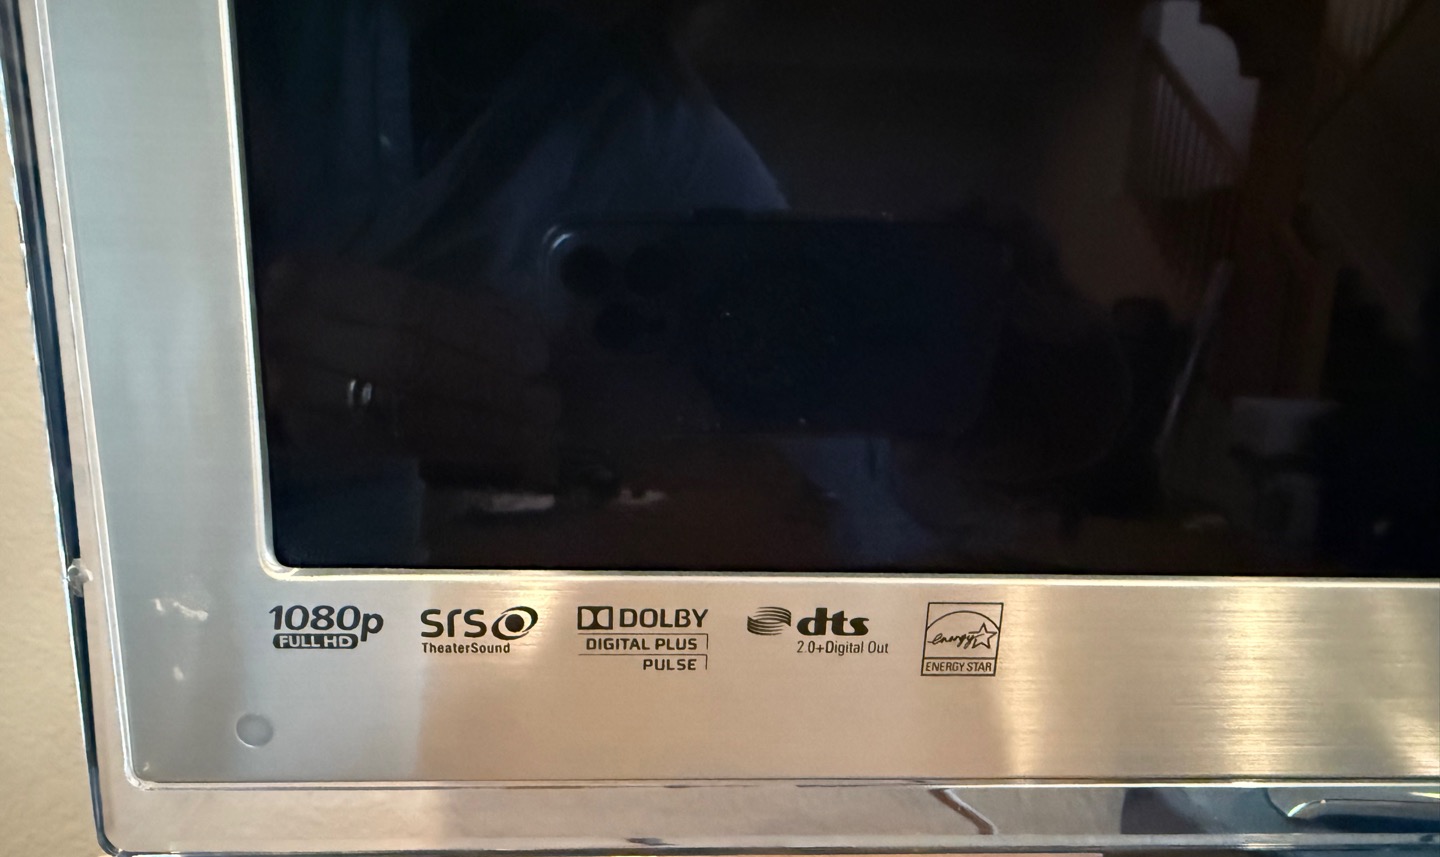 1080p
FULL HD
SRS
TheaterSound
DOLBY
DIGITAL PLUS
PULSE
dts
2.0+Digital Out
energy
ENERGY STAR